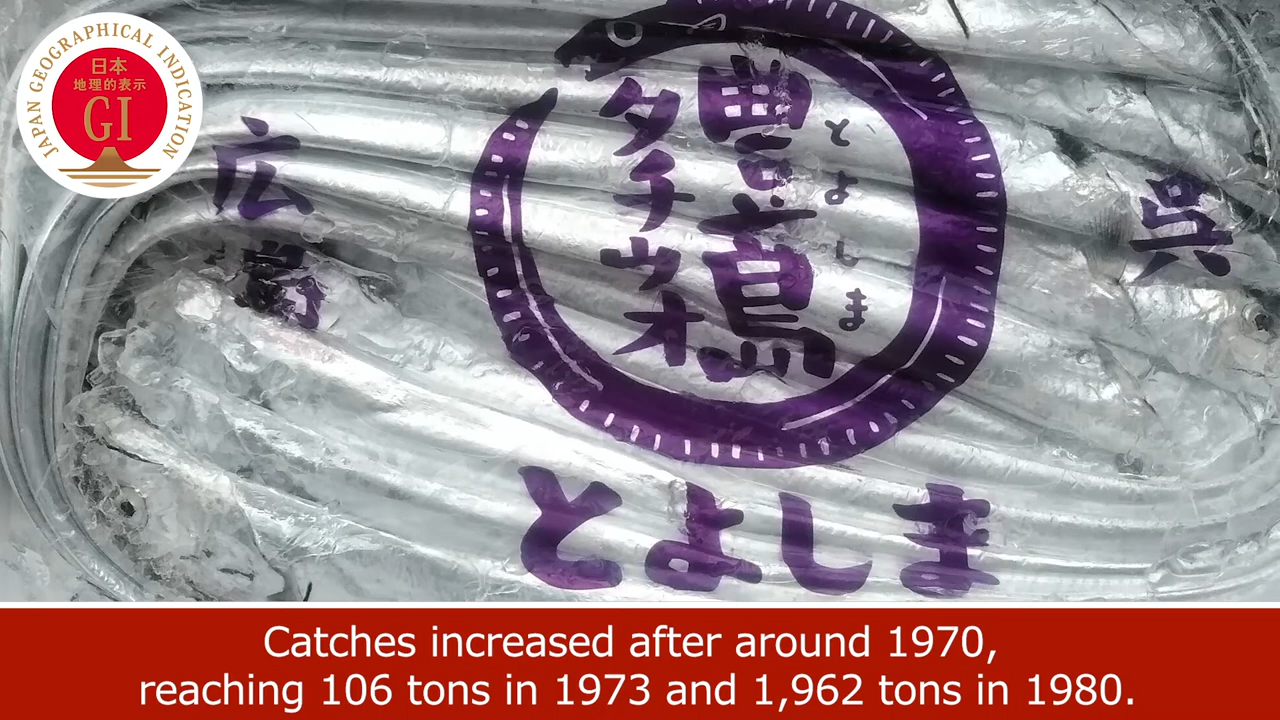 JAPAN GEOGRAPHICAL INDICATION
日本
地理的表示
GI
広島
豊島
とよしま
タチウオ
呉
とよしま
Catches increased after around 1970,
reaching 106 tons in 1973 and 1,962 tons in 1980.